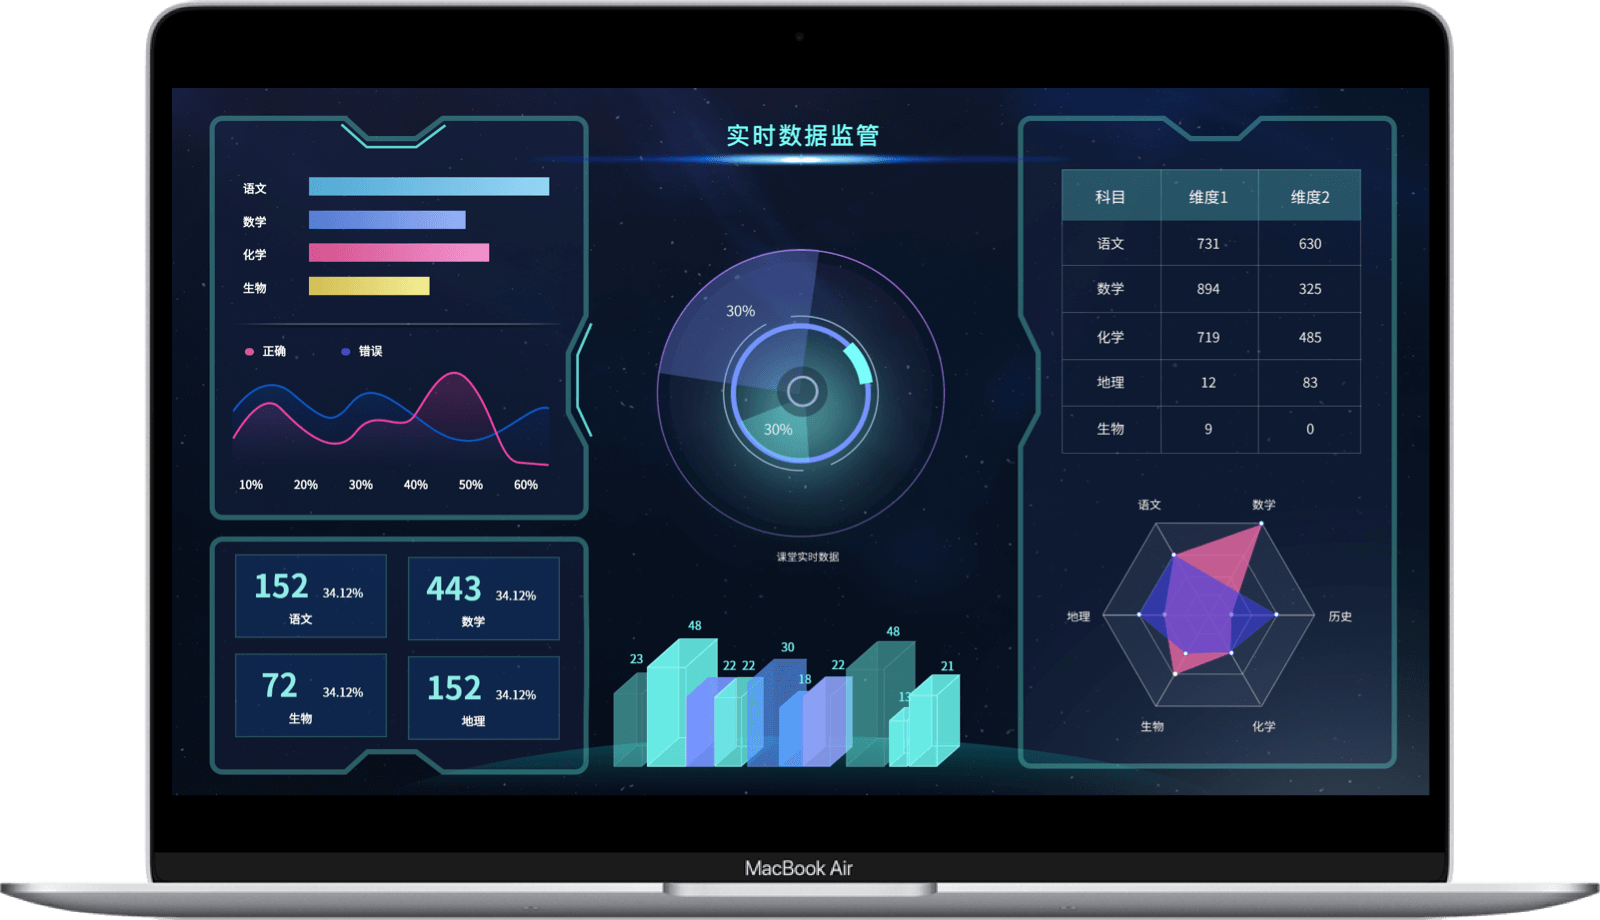 实时数据监管
语文
数学
化学
生物
正确 错误
10% 20% 30% 40% 50% 60%
152 34.12%
语文
443 34.12%
数学
72 34.12%
生物
152 34.12%
地理
30%
30%
课堂实时数据
23 48 22 22 30 18 22 48 13 21
科目 维度1 维度2
语文 731 630
数学 894 325
化学 719 485
地理 12 83
生物 9 0
语文 数学
地理 历史
生物 化学
MacBook Air